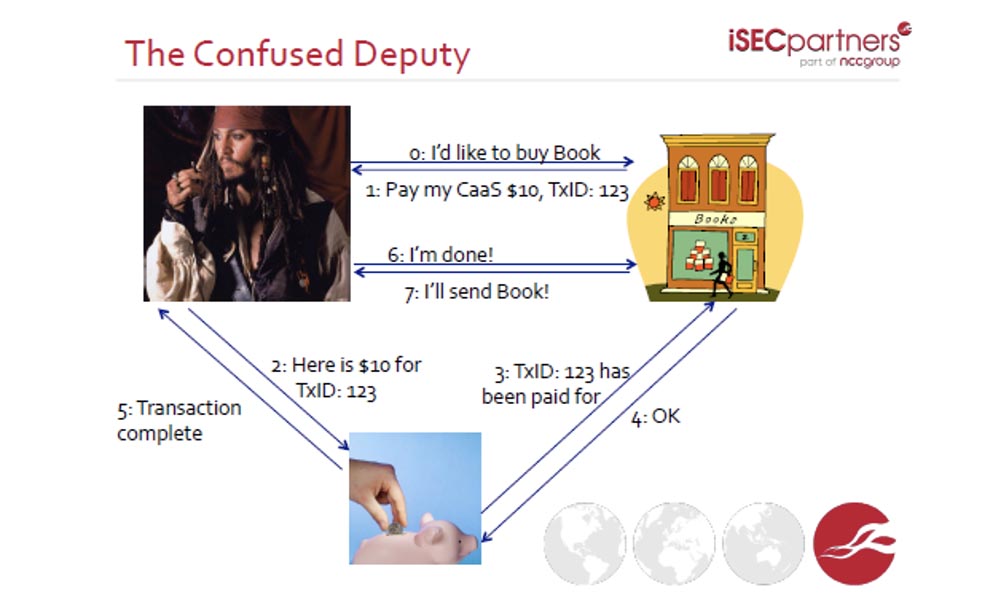 The Confused Deputy
iSECpartners
part of nccgroup
0: I'd like to buy Book
1: Pay my CaaS $10, TxID: 123
Books
2
6: I'm done!
7: I'll send Book!
2: Here is $10 for
TxID: 123
3: TxID: 123 has
been paid for
5: Transaction
complete
4: OK